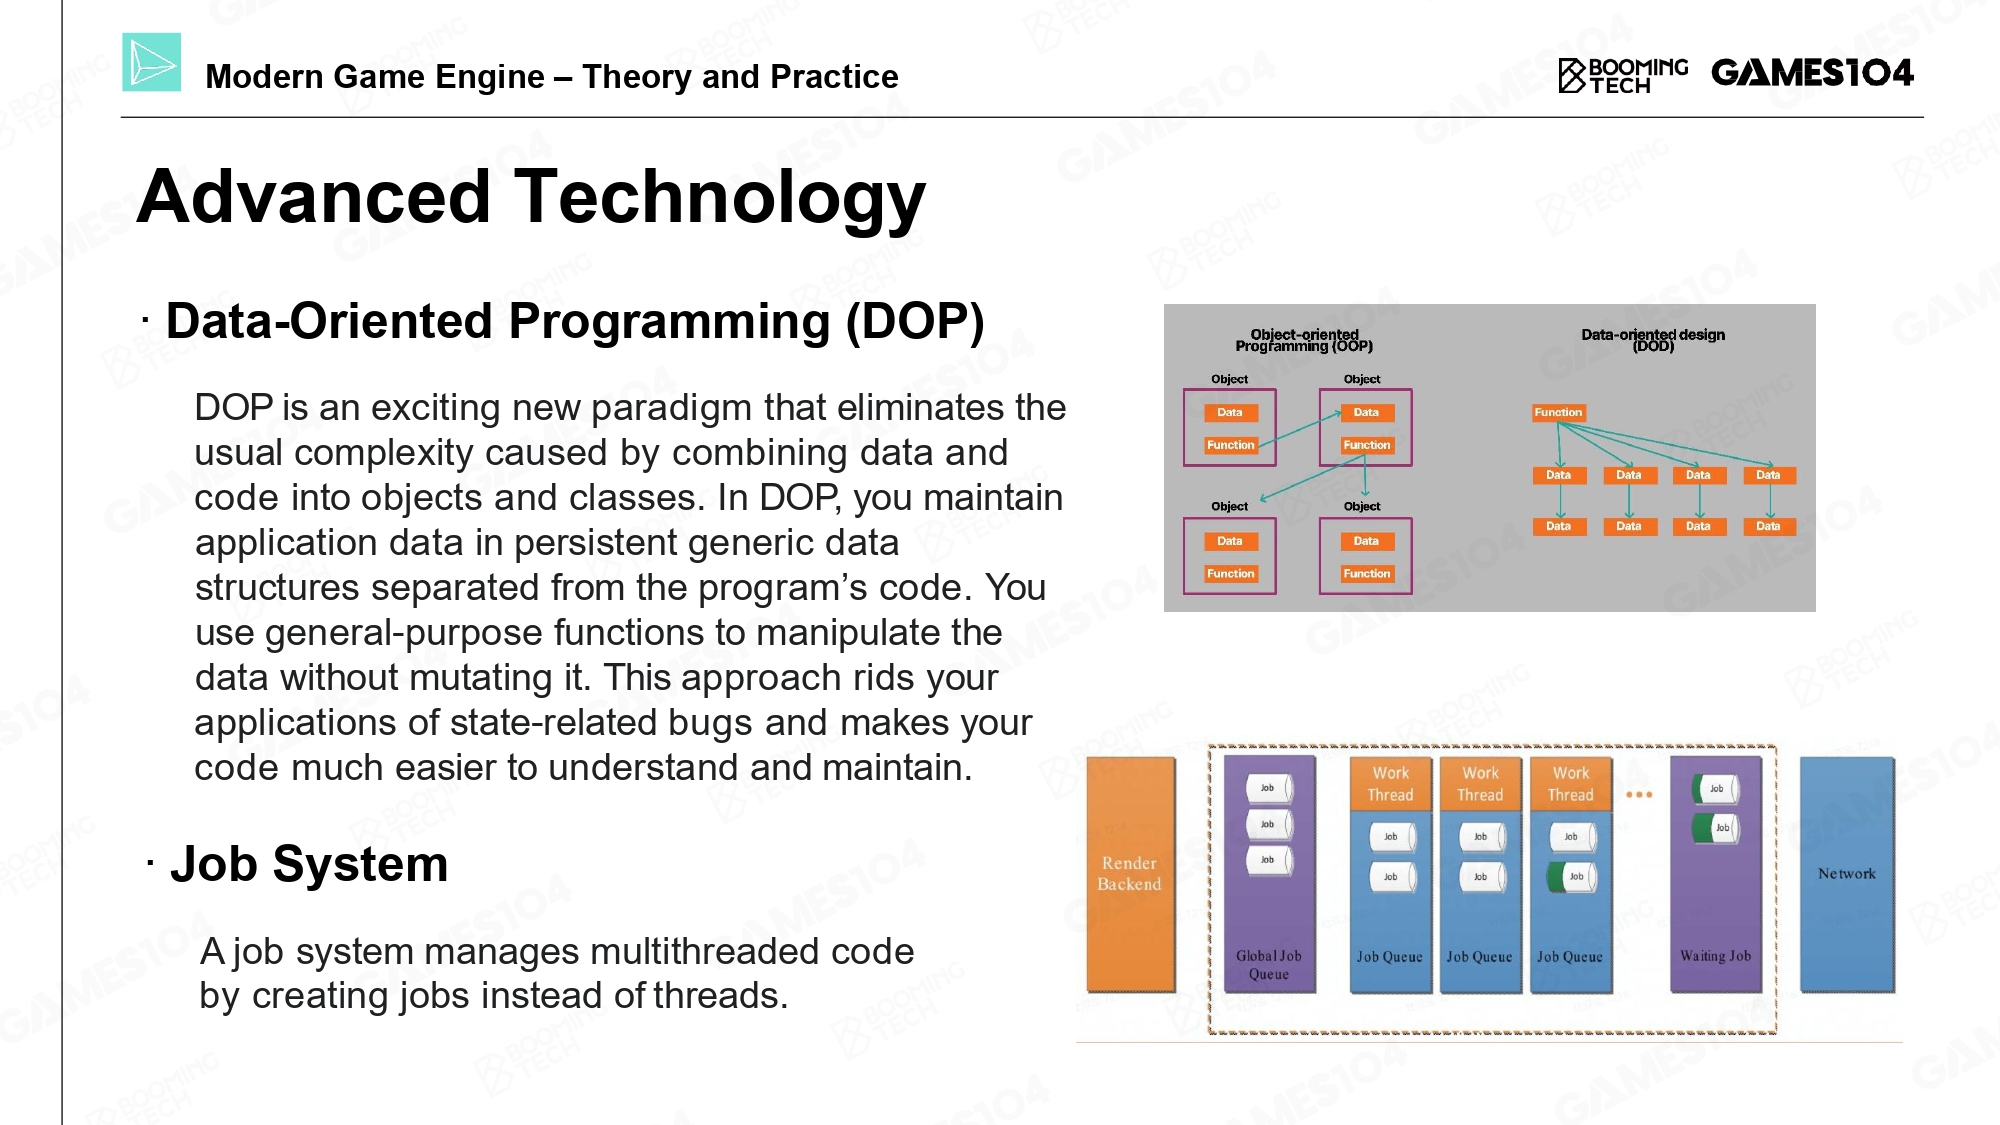 Modern Game Engine – Theory and Practice
BOOMING
TECH
GAMES104
Advanced Technology
· Data-Oriented Programming (DOP)
DOP is an exciting new paradigm that eliminates the
usual complexity caused by combining data and
code into objects and classes. In DOP, you maintain
application data in persistent generic data
structures separated from the program’s code. You
use general-purpose functions to manipulate the
data without mutating it. This approach rids your
applications of state-related bugs and makes your
code much easier to understand and maintain.
· Job System
A job system manages multithreaded code
by creating jobs instead of threads.
Object-oriented
Programming (OOP)
Object
Data
Function
Object
Data
Function
Object
Data
Function
Object
Data
Function
Data-oriented design
(DOD)
Function
Data Data Data Data
Data Data Data Data
Render
Backend
Job
Job
Job
Global Job
Queue
Work
Thread
Job
Job
Job Queue
Work
Thread
Job
Job
Job Queue
Work
Thread
Job
Job
Job Queue
Job
Job
Waiting Job
Network